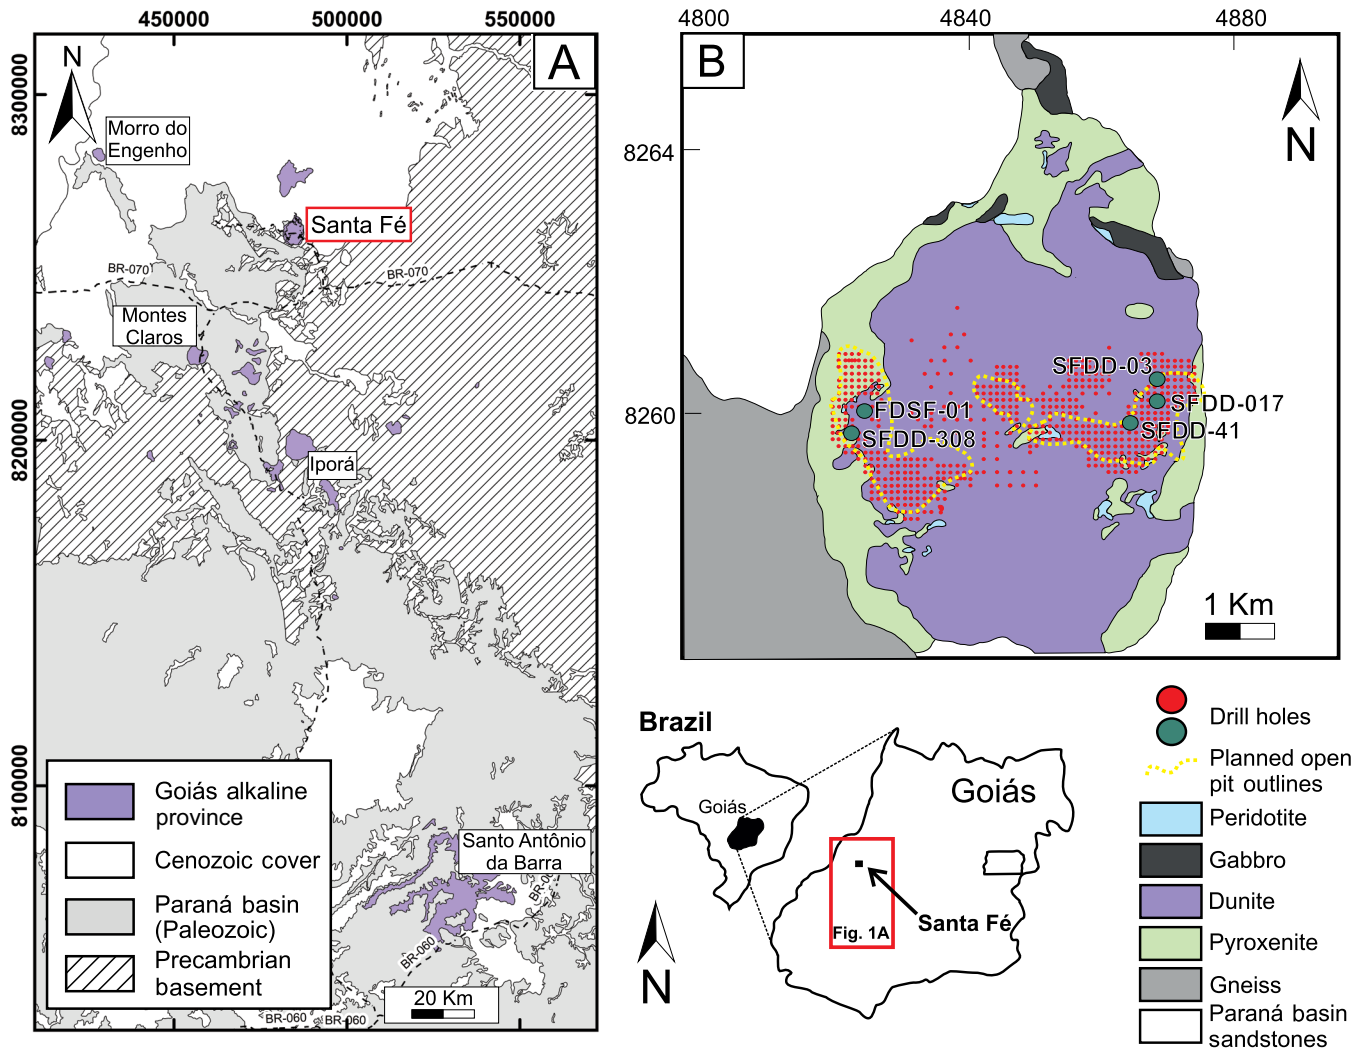 450000
500000
550000
A
N
8300000
8200000
8100000
Morro do
Engenho
Santa Fé
BR-070
BR-070
Montes
Claros
Iporá
Goiás alkaline
province
Cenozoic cover
Paraná basin
(Paleozoic)
Precambrian
basement
Santo Antônio
da Barra
BR-0
BR-060
20 Km
BR-060
BR-060
4800
4840
4880
B
N
8264
8260
SFDD-03
FDSF-01
SFDD-017
SFDD-41
SFDD-308
1 Km
Brazil
Goiás
Goiás
Fig. 1A
Santa Fé
N
Drill holes
Planned open
pit outlines
Peridotite
Gabbro
Dunite
Pyroxenite
Gneiss
Paraná basin
sandstones